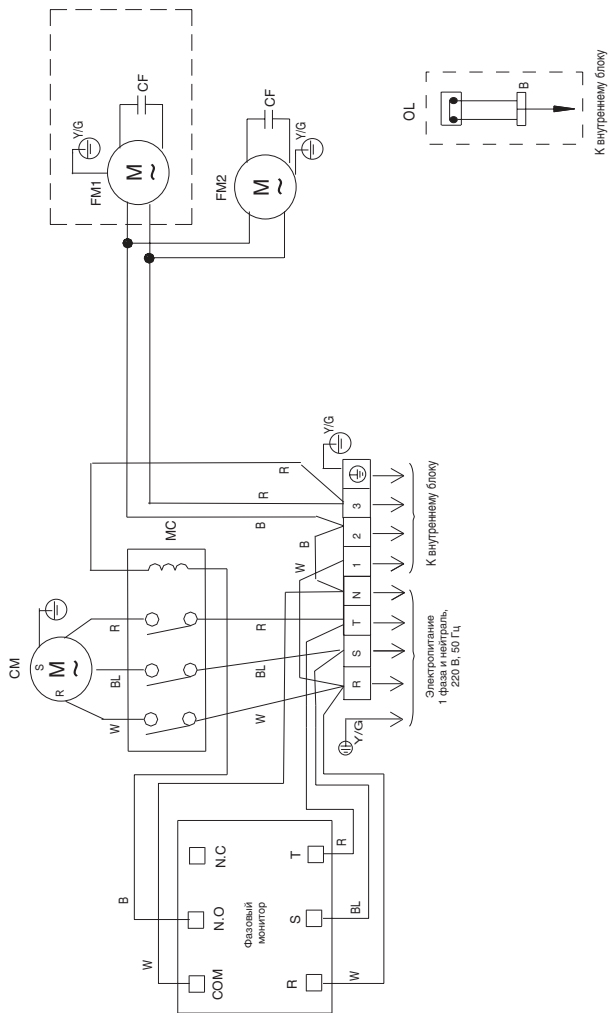 CF
Y/G
FM1
M
~
CF
FM2
M
~
Y/G
OL
B
К внутреннему блоку
CM
S
R
M
~
MC
R
BL
W
R
BL
W
R
R
B
B
W
Y/G
R
S
T
N
1
2
3
К внутреннему блоку
Электропитание
1 фаза и нейтраль,
220 В, 50 Гц
Y/G
B
W
COM
N.O
N.C
Фазовый
монитор
R
S
T
W
BL
R